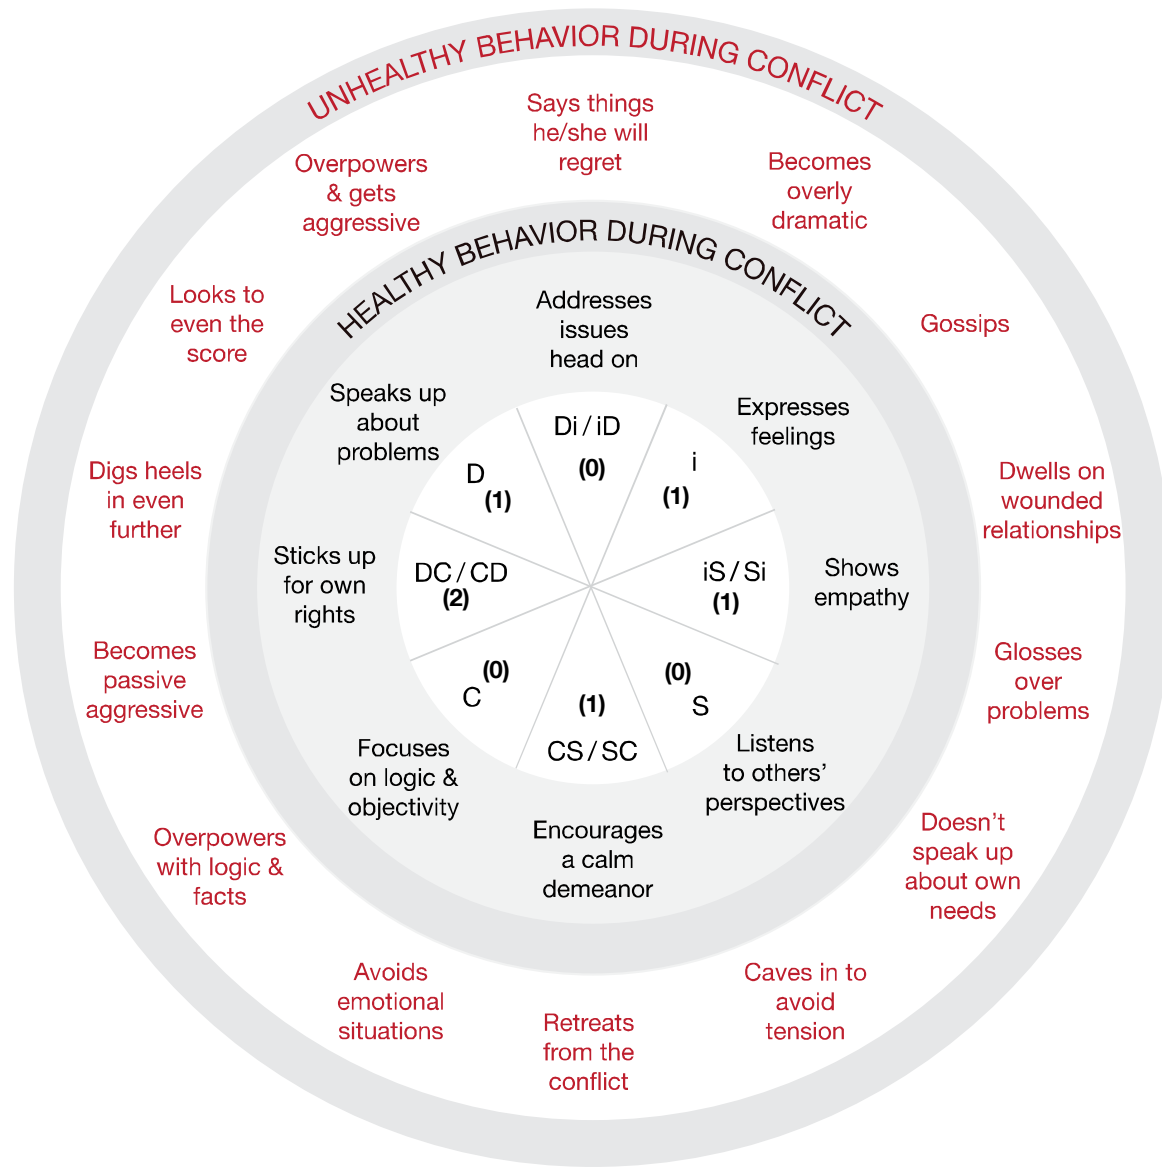 UNHEALTHY BEHAVIOR DURING CONFLICT
Says things
he/she will
regret
Becomes
overly
dramatic
Gossips
Dwells on
wounded
relationships
Glosses
over
problems
Doesn’t
speak up
about own
needs
Caves in to
avoid
tension
Retreats
from the
conflict
Avoids
emotional
situations
Overpowers
with logic &
facts
Becomes
passive
aggressive
Digs heels
in even
further
Looks to
even the
score
Overpowers
& gets
aggressive
HEALTHY BEHAVIOR DURING CONFLICT
Addresses
issues
head on
Expresses
feelings
Shows
empathy
Listens
to others’
perspectives
Encourages
a calm
demeanor
Focuses
on logic &
objectivity
Sticks up
for own
rights
Speaks up
about
problems
Di / iD
(0)
i
(1)
iS / Si
(1)
(0)
S
(1)
CS / SC
(0)
C
DC / CD
(2)
D
(1)